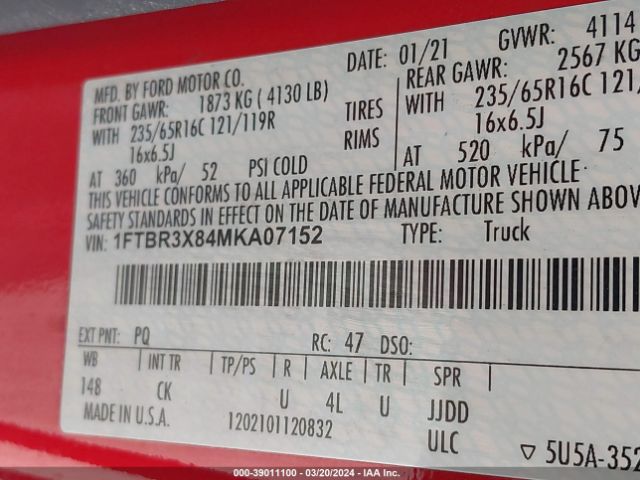 MFD. BY FORD MOTOR CO.
DATE: 01/21
GVWR: 4114
FRONT GAWR: 1873 KG ( 4130 LB)
REAR GAWR: 2567 KG
WITH 235/65R16C 121/119R
TIRES
WITH 235/65R16C 121/
16x6.5J
RIMS
16x6.5J
AT 360 kPa/ 52 PSI COLD
AT 520 kPa/ 75
THIS VEHICLE CONFORMS TO ALL APPLICABLE FEDERAL MOTOR VEHICLE
SAFETY STANDARDS IN EFFECT ON THE DATE OF MANUFACTURE SHOWN ABOV
VIN: 1FTBR3X84MKA07152
TYPE: Truck
EXT PNT: PQ
RC: 47 DSO:
WB INT TR TP/PS R AXLE TR SPR
148 CK U 4L U JJDD
MADE IN U.S.A.
1202101120832
ULC
5U5A-352
000-39011100 - 03/20/2024 - IAA Inc.